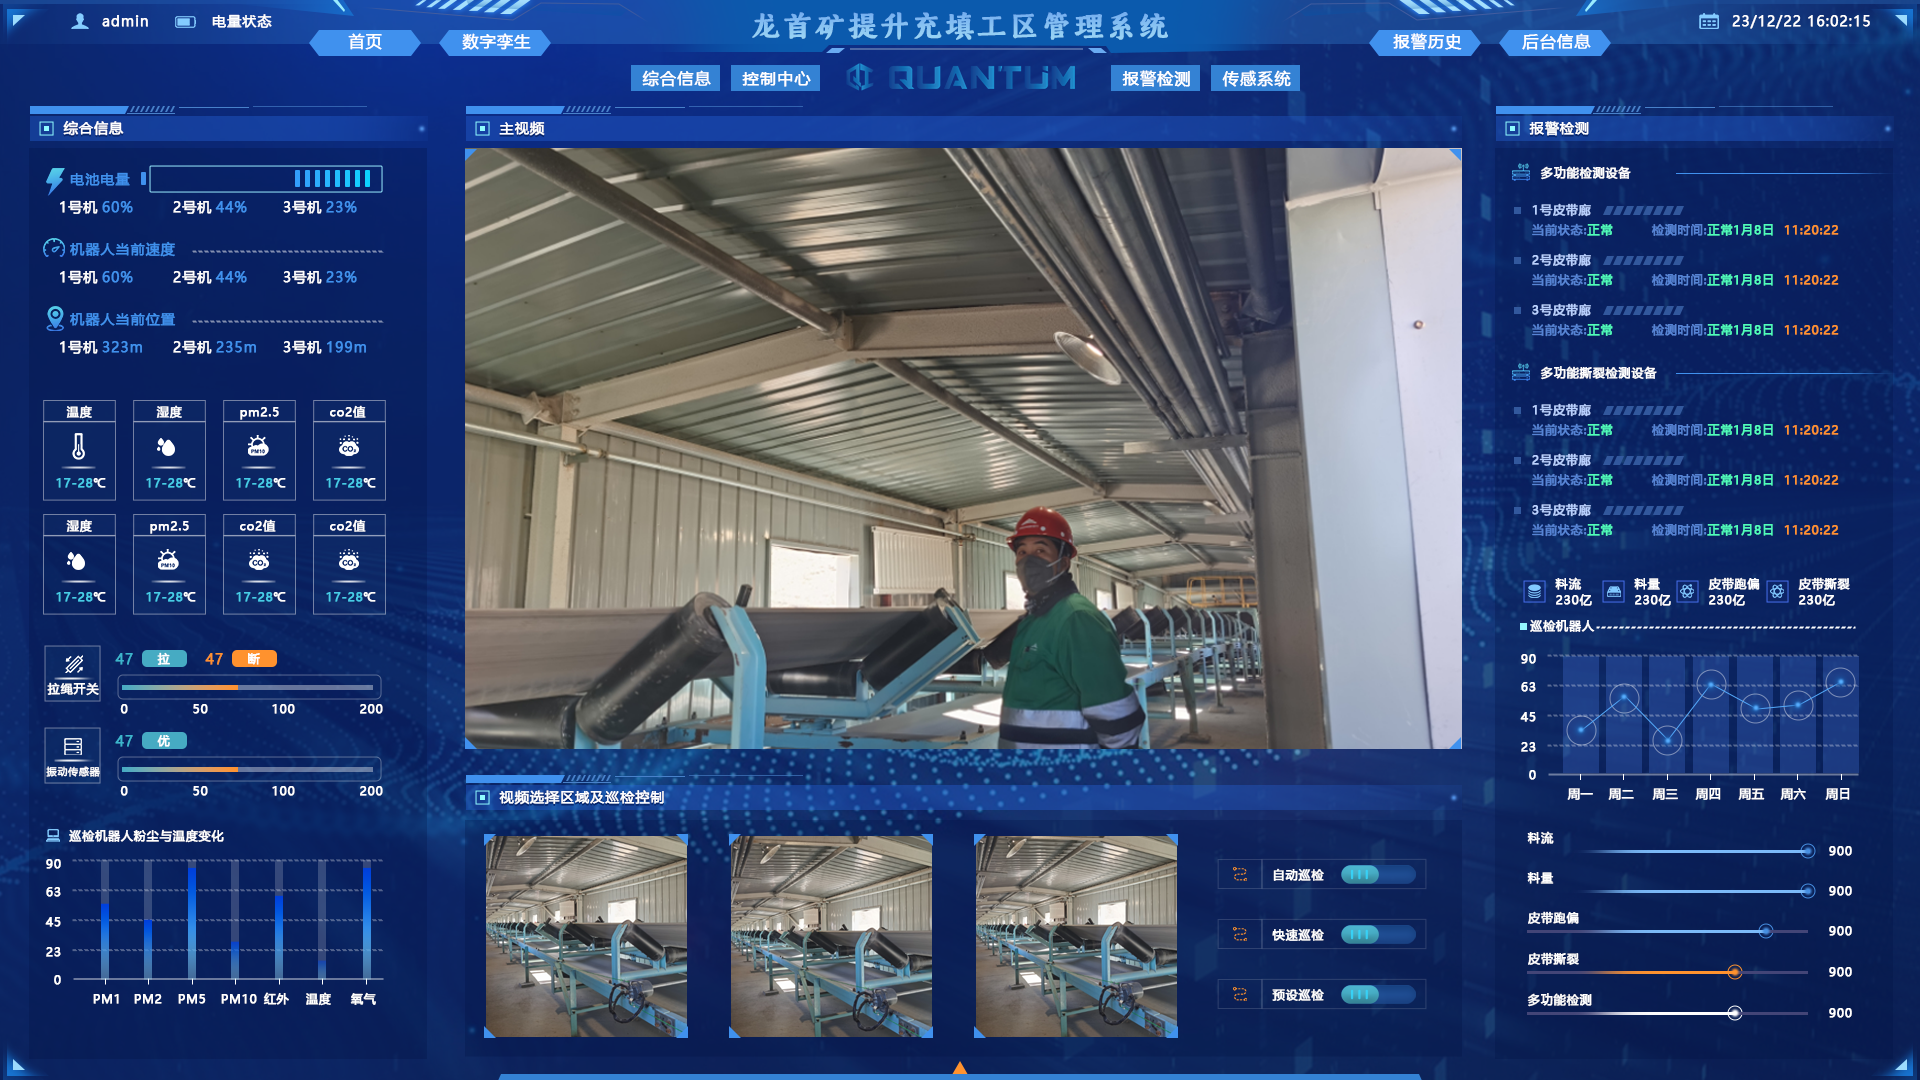 admin
电量状态
首页
数字孪生
龙首矿提升充填工区管理系统
报警历史
后台信息
23/12/22 16:02:15
综合信息
控制中心
QUANTUM
报警检测
传感系统
综合信息
电池电量
1号机 60%
2号机 44%
3号机 23%
机器人当前速度
1号机 60%
2号机 44%
3号机 23%
机器人当前位置
1号机 323m
2号机 235m
3号机 199m
温度
湿度
pm2.5
co2值
PM10
CO₂
17-28℃
17-28℃
17-28℃
17-28℃
湿度
pm2.5
co2值
co2值
PM10
CO₂
CO₂
17-28℃
17-28℃
17-28℃
17-28℃
拉绳开关
47 拉
47 断
0 50 100 200
振动传感器
47 优
0 50 100 200
巡检机器人粉尘与温度变化
90
63
45
23
0
PM1 PM2 PM5 PM10 红外 温度 氧气
主视频
视频选择区域及巡检控制
自动巡检
快速巡检
预设巡检
报警检测
多功能检测设备
1号皮带廊
当前状态:正常 检测时间:正常1月8日 11:20:22
2号皮带廊
当前状态:正常 检测时间:正常1月8日 11:20:22
3号皮带廊
当前状态:正常 检测时间:正常1月8日 11:20:22
多功能撕裂检测设备
1号皮带廊
当前状态:正常 检测时间:正常1月8日 11:20:22
2号皮带廊
当前状态:正常 检测时间:正常1月8日 11:20:22
3号皮带廊
当前状态:正常 检测时间:正常1月8日 11:20:22
料流
230亿
料量
230亿
皮带跑偏
230亿
皮带撕裂
230亿
巡检机器人
90
63
45
23
0
周一 周二 周三 周四 周五 周六 周日
料流
900
料量
900
皮带跑偏
900
皮带撕裂
900
多功能检测
900